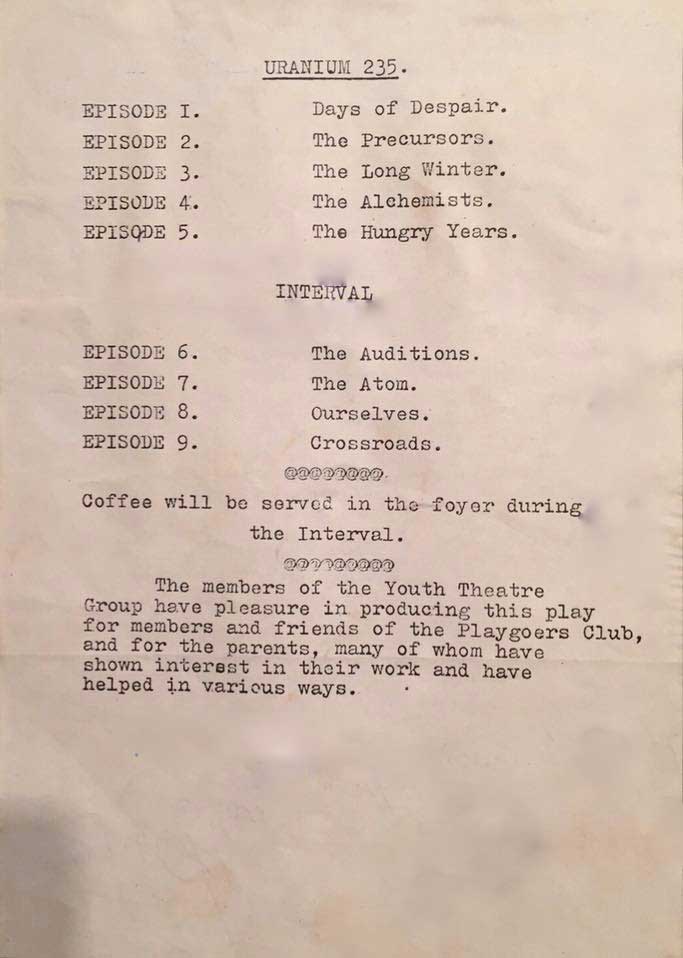 URANIUM 235.
EPISODE I. Days of Despair.
EPISODE 2. The Precursors.
EPISODE 3. The Long Winter.
EPISODE 4. The Alchemists.
EPISODE 5. The Hungry Years.
INTERVAL
EPISODE 6. The Auditions.
EPISODE 7. The Atom.
EPISODE 8. Ourselves.
EPISODE 9. Crossroads.
@@@@@@@@.
Coffee will be served in the foyer during
the Interval.
@@??@@@@@
The members of the Youth Theatre
Group have pleasure in producing this play
for members and friends of the Playgoers Club,
and for the parents, many of whom have
shown interest in their work and have
helped in various ways.